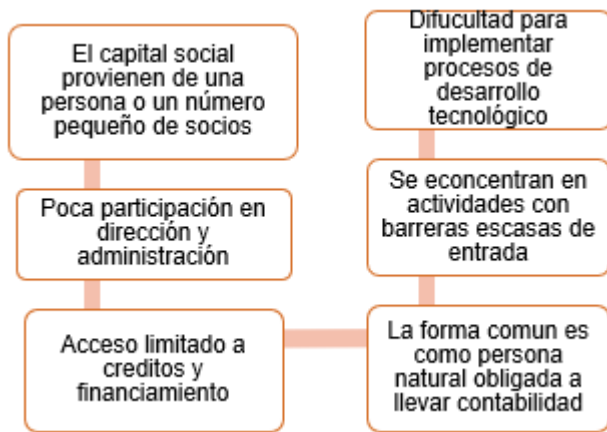 El capital social
provienen de una
persona o un número
pequeño de socios
Poca participación en
dirección y
administración
Acceso limitado a
creditos y
financiamiento
La forma comun es
como persona
natural obligada a
llevar contabilidad
Se econcentran en
actividades con
barreras escasas de
entrada
Difucultad para
implementar
procesos de
desarrollo
tecnológico